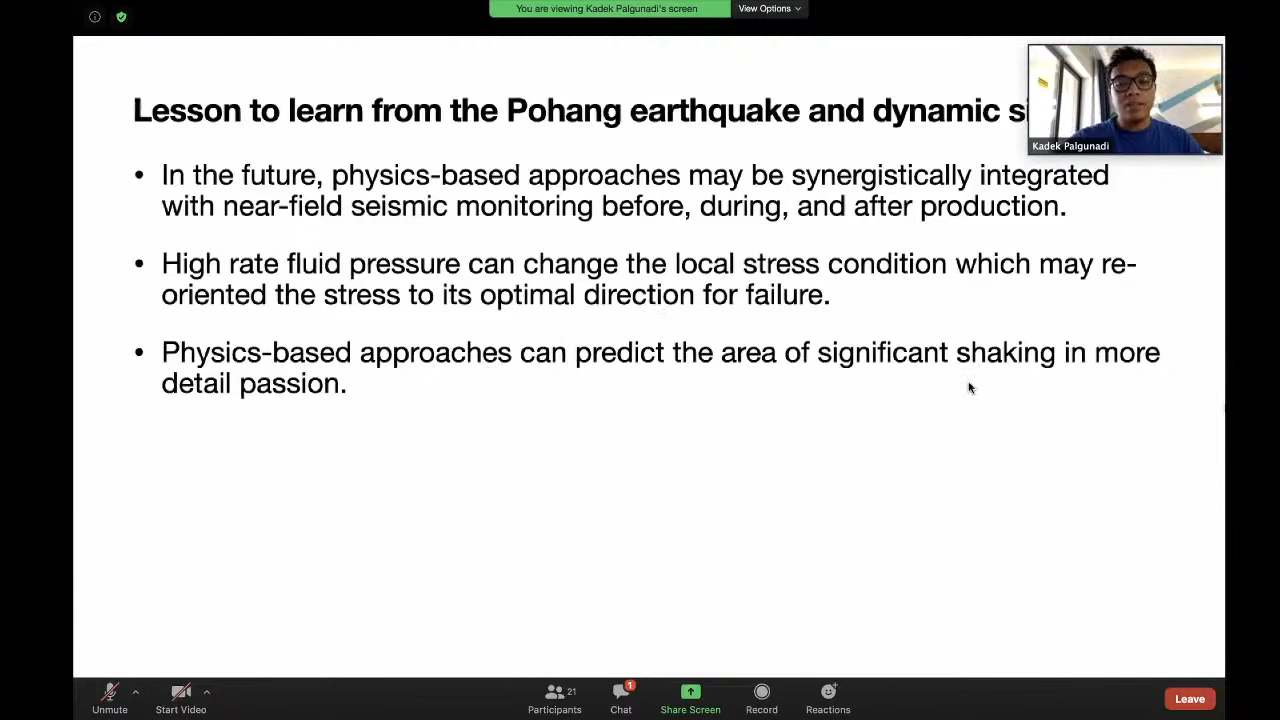 You are viewing Kadek Palgunadi's screen
View Options
Lesson to learn from the Pohang earthquake and dynamic si
Kadek Palgunadi
• In the future, physics-based approaches may be synergistically integrated
with near-field seismic monitoring before, during, and after production.
• High rate fluid pressure can change the local stress condition which may re-
oriented the stress to its optimal direction for failure.
• Physics-based approaches can predict the area of significant shaking in more
detail passion.
Unmute
Start Video
21
Participants
1
Chat
Share Screen
Record
Reactions
Leave